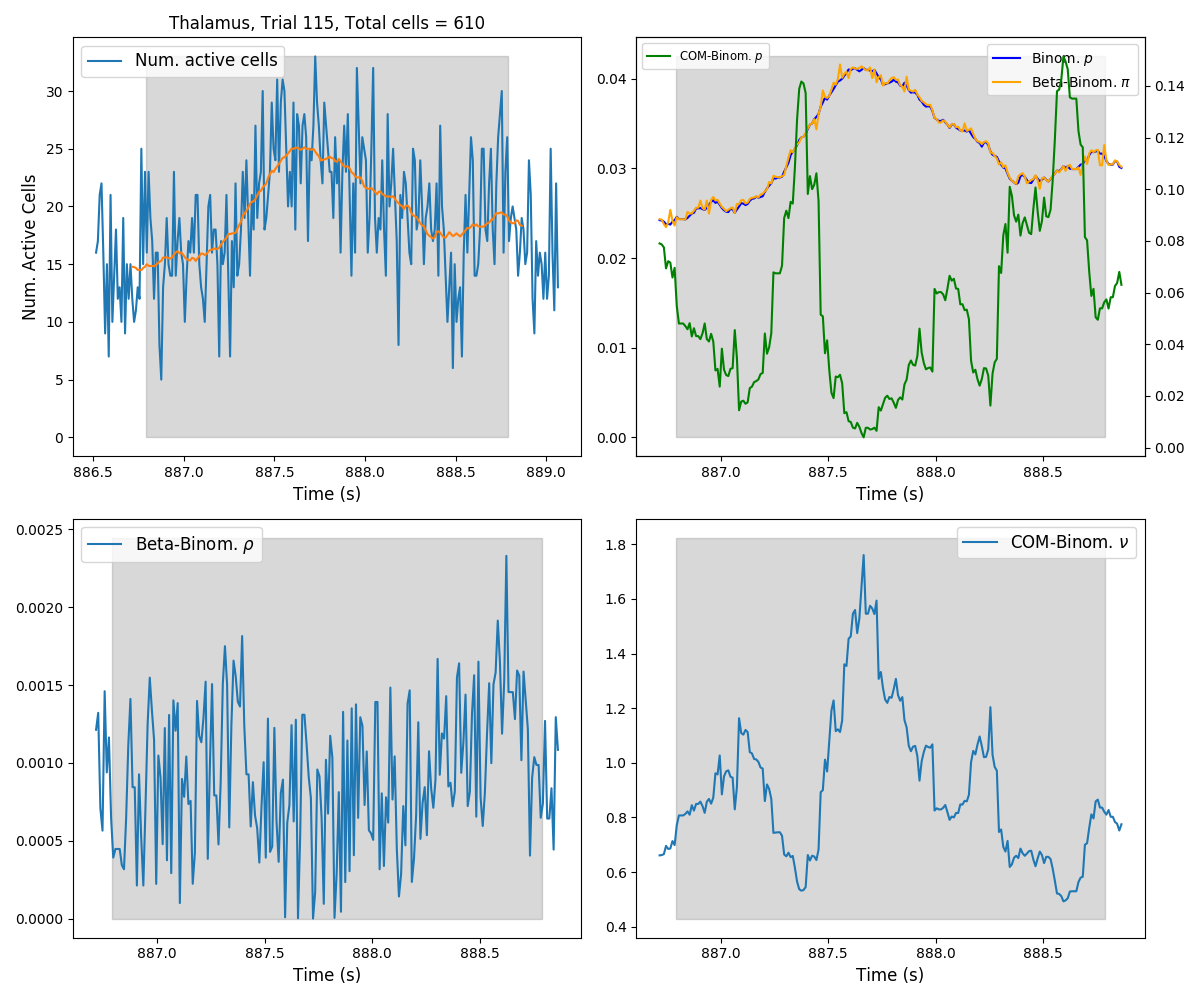 Thalamus, Trial 115, Total cells = 610
Num. active cells
Num. Active Cells
30
25
20
15
10
5
0
886.5 887.0 887.5 888.0 888.5 889.0
Time (s)
COM-Binom. p
Binom. p
Beta-Binom. π
0.04
0.03
0.02
0.01
0.00
0.14
0.12
0.10
0.08
0.06
0.04
0.02
0.00
887.0 887.5 888.0 888.5
Time (s)
Beta-Binom. ρ
0.0025
0.0020
0.0015
0.0010
0.0005
0.0000
887.0 887.5 888.0 888.5
Time (s)
COM-Binom. ν
1.8
1.6
1.4
1.2
1.0
0.8
0.6
0.4
887.0 887.5 888.0 888.5
Time (s)